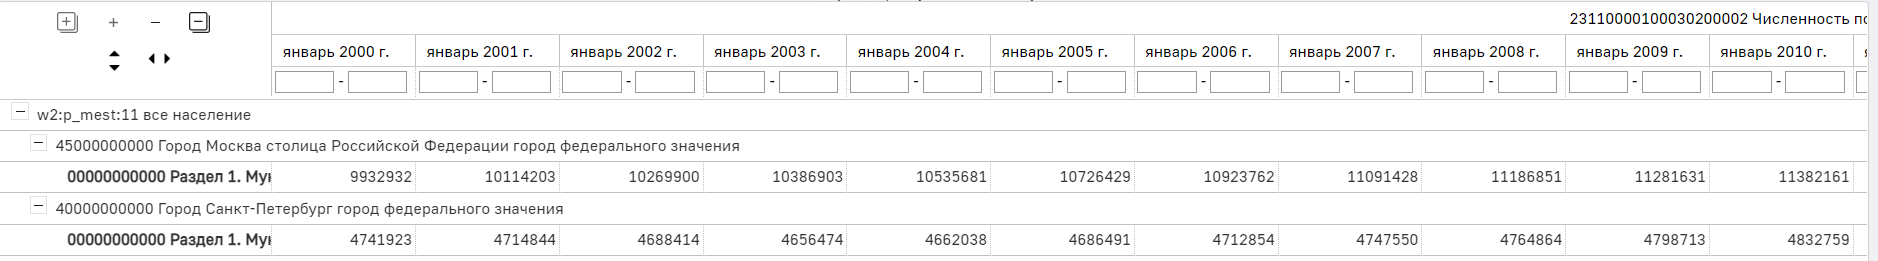 23110000100030200002 Численность по
январь 2000 г. январь 2001 г. январь 2002 г. январь 2003 г. январь 2004 г. январь 2005 г. январь 2006 г. январь 2007 г. январь 2008 г. январь 2009 г. январь 2010 г.
- - - - - - - - - - -
w2:p_mest:11 все население
45000000000 Город Москва столица Российской Федерации город федерального значения
00000000000 Раздел 1. Мун 9932932 10114203 10269900 10386903 10535681 10726429 10923762 11091428 11186851 11281631 11382161
40000000000 Город Санкт-Петербург город федерального значения
00000000000 Раздел 1. Мун 4741923 4714844 4688414 4656474 4662038 4686491 4712854 4747550 4764864 4798713 4832759